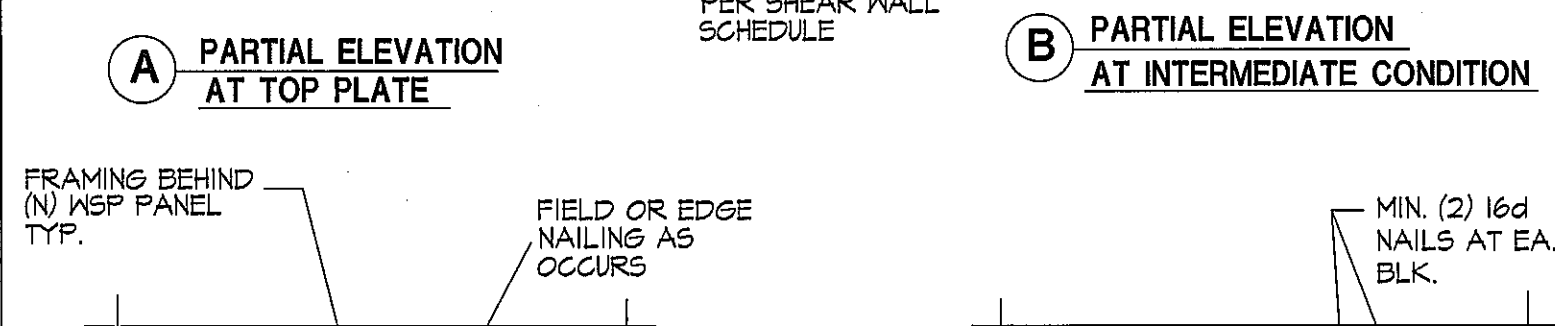 PER SHEAR WALL
SCHEDULE
A
PARTIAL ELEVATION
AT TOP PLATE
B
PARTIAL ELEVATION
AT INTERMEDIATE CONDITION
FRAMING BEHIND
(N) WSP PANEL
TYP.
FIELD OR EDGE
NAILING AS
OCCURS
MIN. (2) 16d
NAILS AT EA.
BLK.